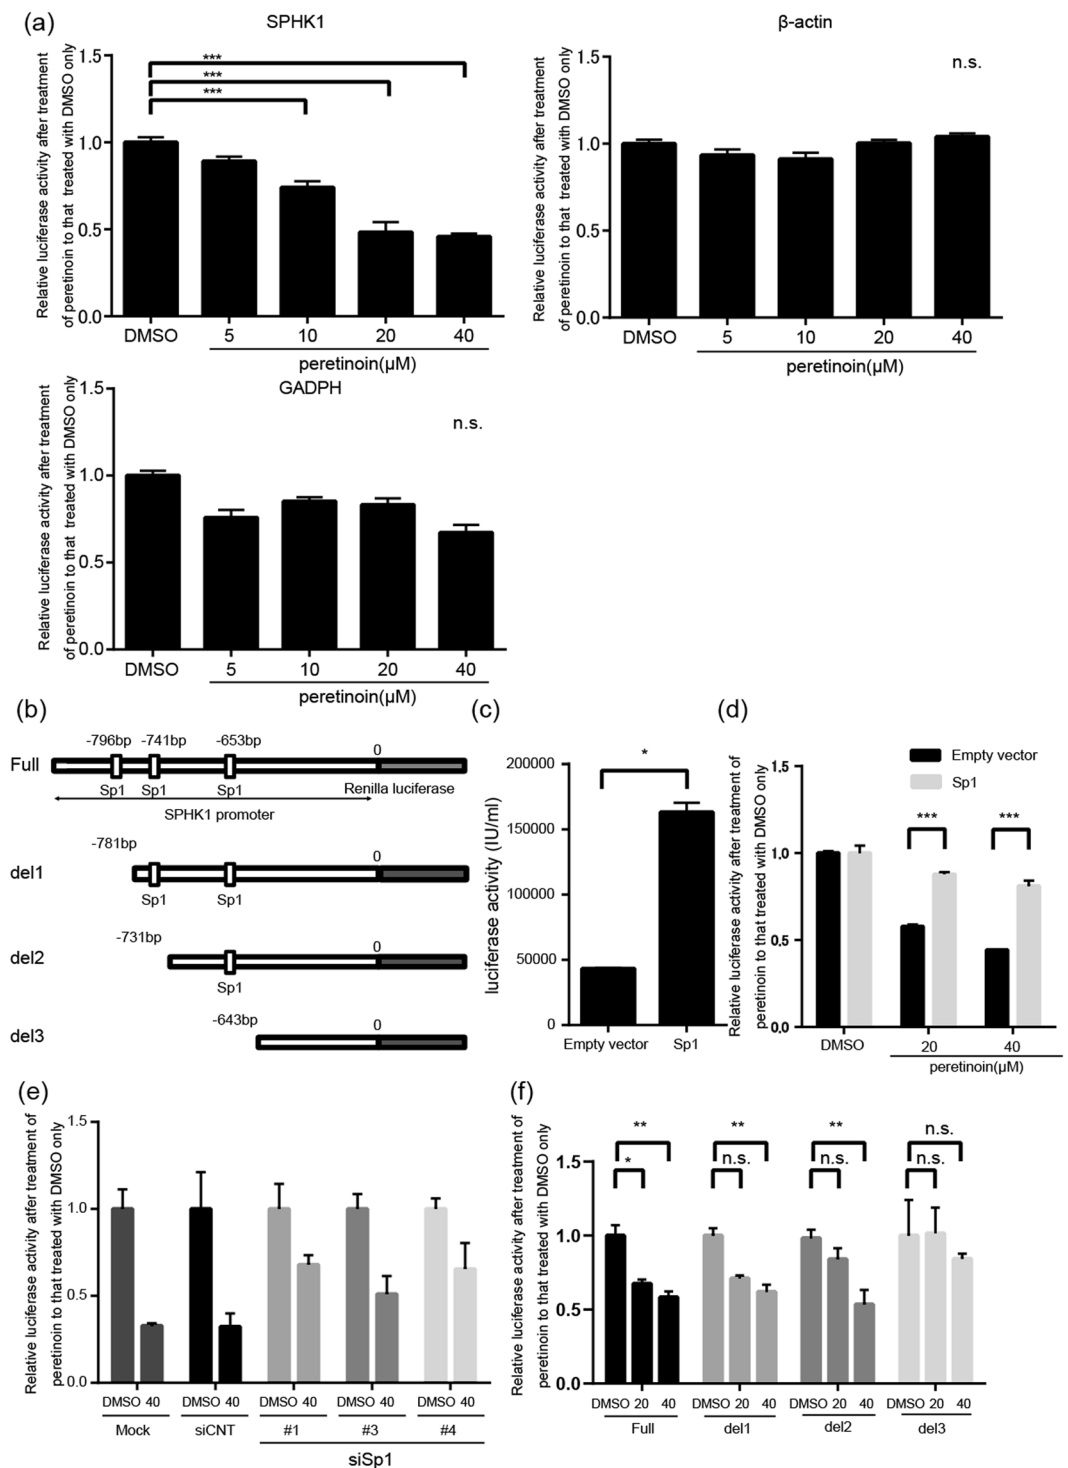 (a)
SPHK1
Relative luciferase activity after treatment
of peretinoin to that treated with DMSO only
1.5
1.0
0.5
0.0
***
***
***
DMSO 5 10 20 40
peretinoin(µM)
β-actin
Relative luciferase activity after treatment
of peretinoin to that treated with DMSO only
1.5
1.0
0.5
0.0
n.s.
DMSO 5 10 20 40
peretinoin(µM)
GADPH
Relative luciferase activity after treatment
of peretinoin to that treated with DMSO only
1.5
1.0
0.5
0.0
n.s.
DMSO 5 10 20 40
peretinoin(µM)
(b)
-796bp -741bp -653bp 0
Full
Sp1 Sp1 Sp1 Renilla luciferase
SPHK1 promoter
-781bp 0
del1
Sp1 Sp1
-731bp 0
del2
Sp1
-643bp 0
del3
(c)
luciferase activity (IU/ml)
200000
150000
100000
50000
0
*
Empty vector Sp1
(d)
Relative luciferase activity after treatment of
peretinoin to that treated with DMSO only
Empty vector
Sp1
1.5
1.0
0.5
0.0
*** ***
DMSO 20 40
peretinoin(µM)
(e)
Relative luciferase activity after treatment of
peretinoin to that treated with DMSO only
1.5
1.0
0.5
0.0
DMSO 40 DMSO 40 DMSO 40 DMSO 40 DMSO 40
Mock siCNT #1 #3 #4
siSp1
(f)
Relative luciferase activity after treatment of
peretinoin to that treated with DMSO only
1.5
1.0
0.5
0.0
** ** ** n.s.
* n.s. n.s. n.s.
DMSO 20 40 DMSO 20 40 DMSO 20 40 DMSO 20 40
Full del1 del2 del3